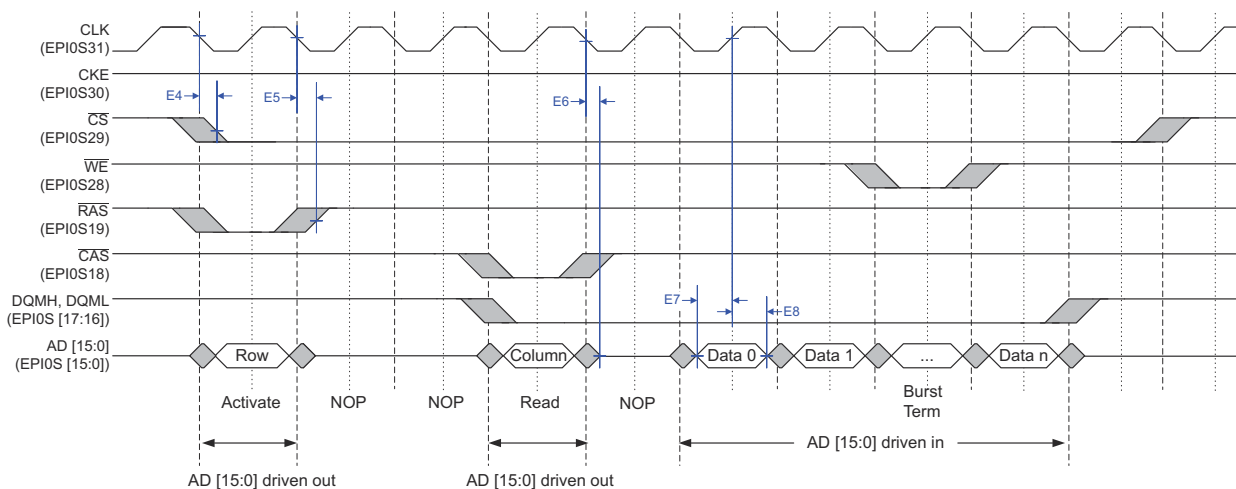 CLK
(EPI0S31)
CKE
(EPI0S30)
E4
E5
E6
CS
(EPI0S29)
WE
(EPI0S28)
RAS
(EPI0S19)
CAS
(EPI0S18)
DQMH, DQML
(EPI0S [17:16])
E7
E8
AD [15:0]
(EPI0S [15:0])
Row
Column
Data 0
Data 1
...
Data n
Activate
NOP
NOP
Read
NOP
Burst
Term
AD [15:0] driven in
AD [15:0] driven out
AD [15:0] driven out